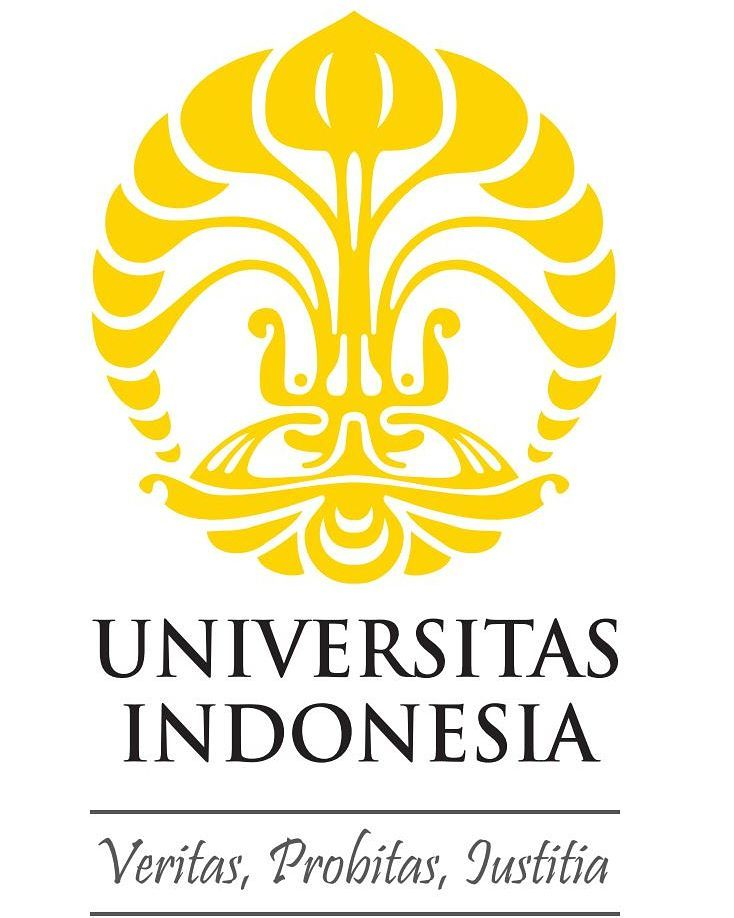 UNIVERSITAS
INDONESIA
Veritas, Probitas, Iustitia